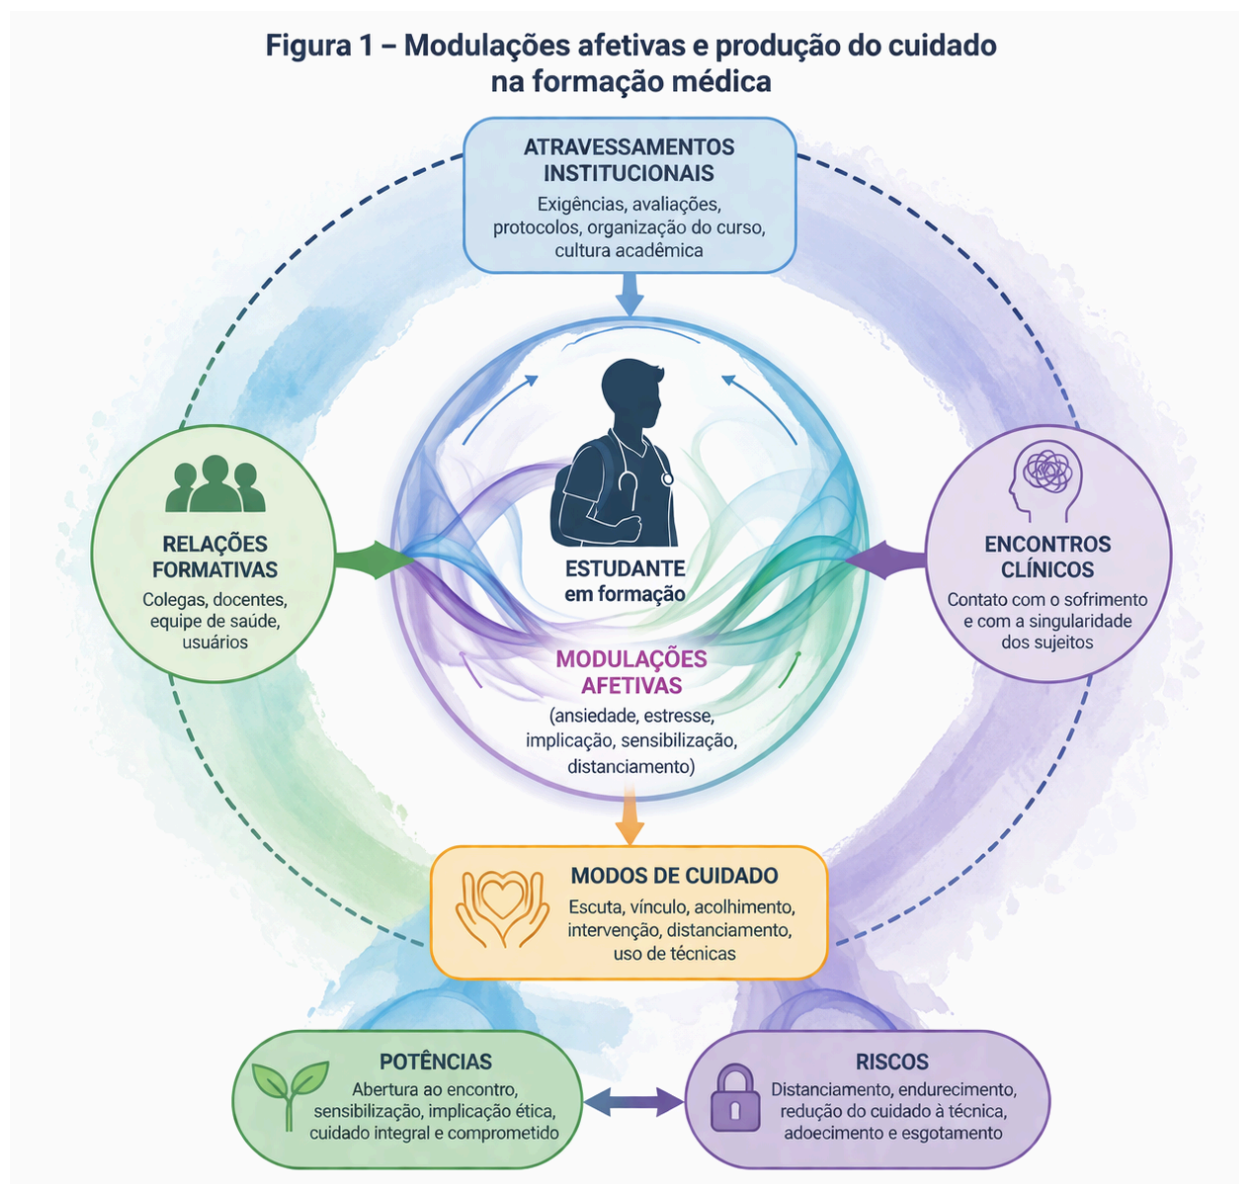 Figura 1 – Modulações afetivas e produção do cuidado
na formação médica
ATRAVESSAMENTOS
INSTITUCIONAIS
Exigências, avaliações,
protocolos, organização do curso,
cultura acadêmica
RELAÇÕES
FORMATIVAS
Colegas, docentes,
equipe de saúde,
usuários
ESTUDANTE
em formação
MODULAÇÕES
AFETIVAS
(ansiedade, estresse,
implicação, sensibilização,
distanciamento)
ENCONTROS
CLÍNICOS
Contato com o sofrimento
e com a singularidade
dos sujeitos
MODOS DE CUIDADO
Escuta, vínculo, acolhimento,
intervenção, distanciamento,
uso de técnicas
POTÊNCIAS
Abertura ao encontro,
sensibilização, implicação ética,
cuidado integral e comprometido
RISCOS
Distanciamento, endurecimento,
redução do cuidado à técnica,
adoecimento e esgotamento